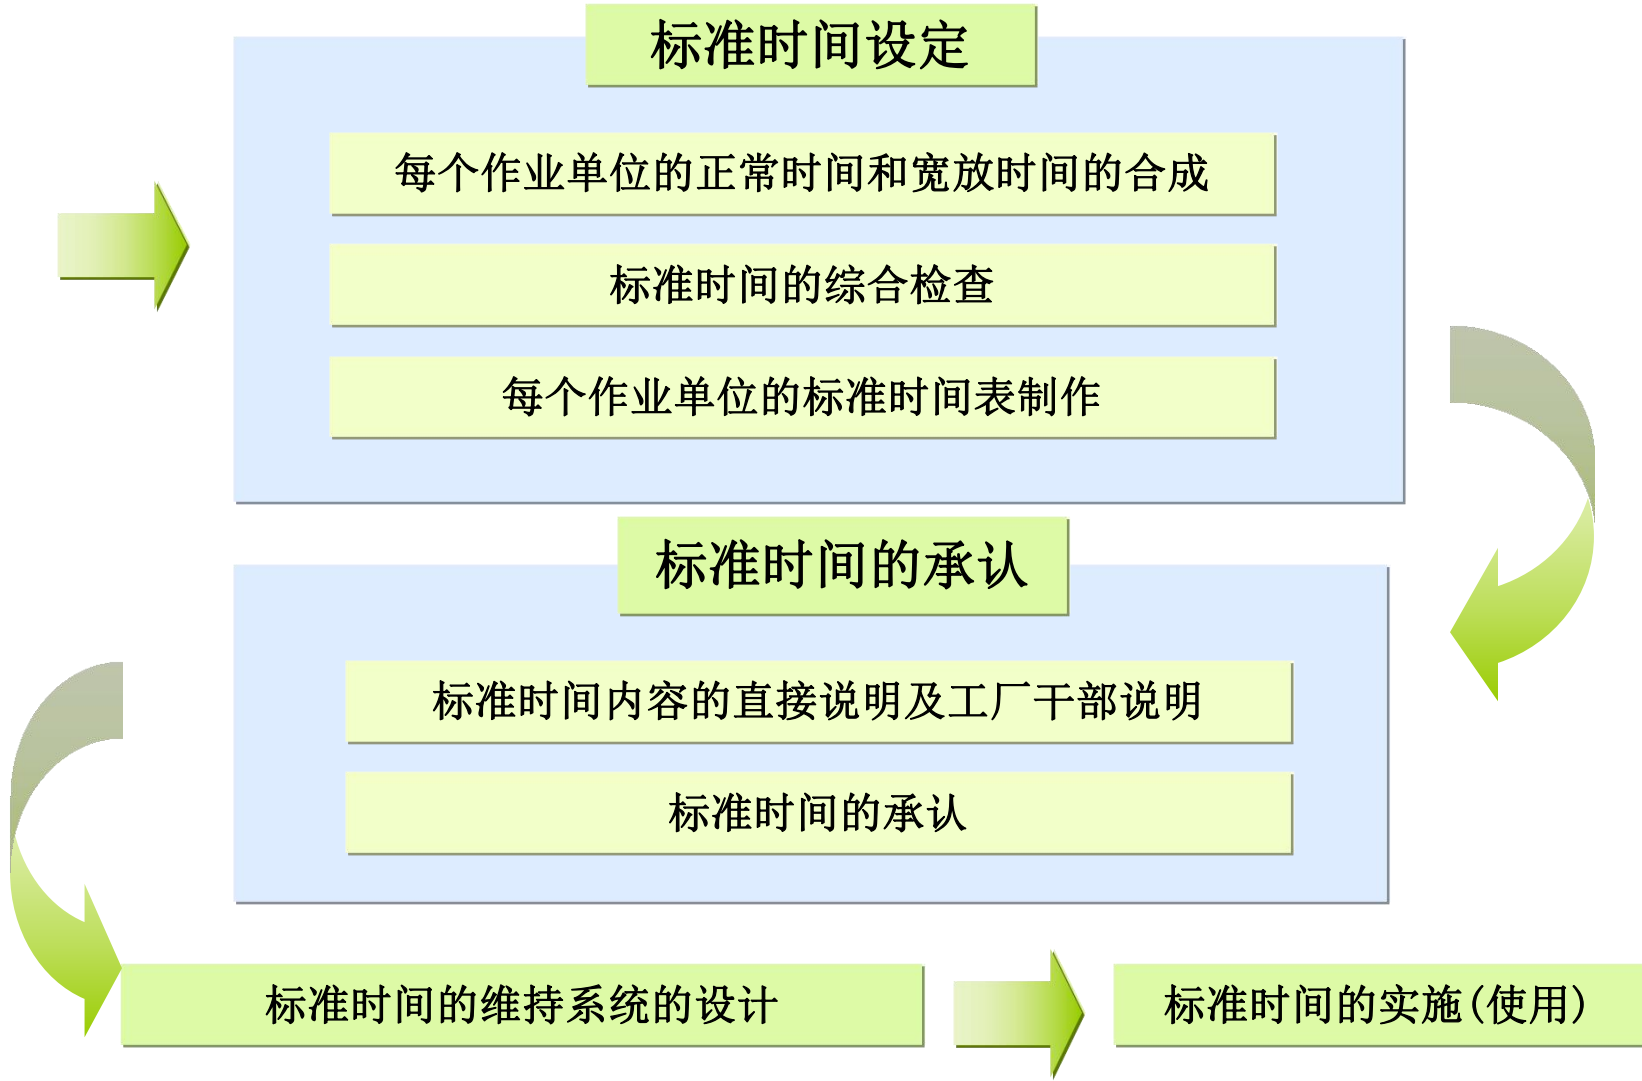 标准时间设定
每个作业单位的正常时间和宽放时间的合成
标准时间的综合检查
每个作业单位的标准时间表制作
标准时间的承认
标准时间内容的直接说明及工厂干部说明
标准时间的承认
标准时间的维持系统的设计
标准时间的实施(使用)